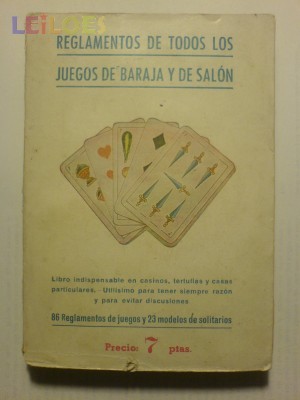 LEiLOES
REGLAMENTOS DE TODOS LOS
JUEGOS DE BARAJA Y DE SALÓN
Libro indispensable en casinos, tertulias y casas
particulares. - Utilísimo para tener siempre razón
y para evitar discusiones
86 Reglamentos de juegos y 23 modelos de solitarios
Precio: 7 ptas.